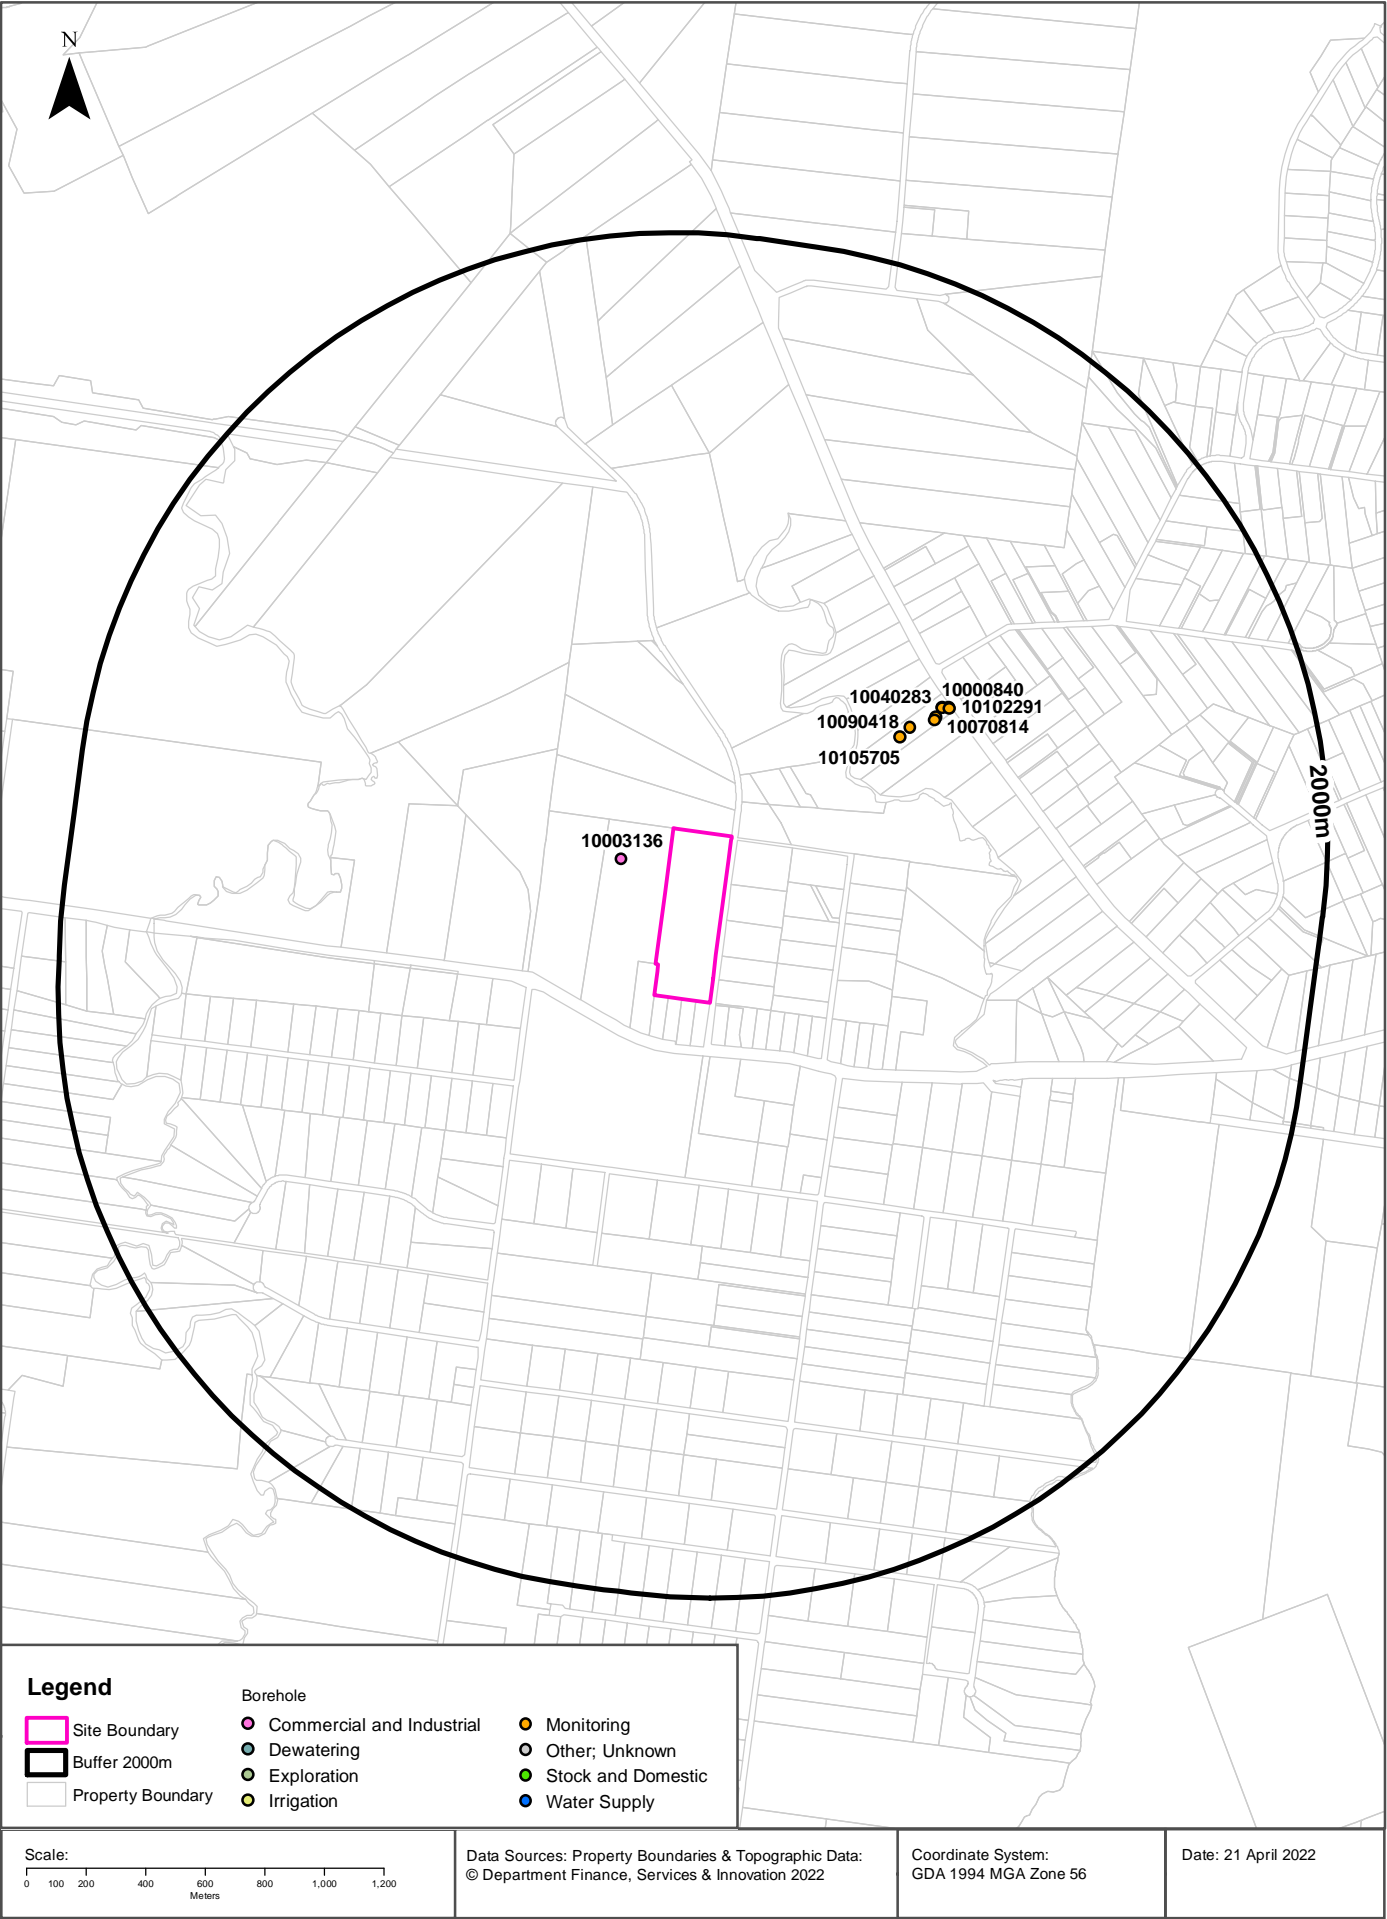 N
10040283 10000840
10102291
10090418
10070814
10105705
2000m
10003136
Legend
Site Boundary
Buffer 2000m
Property Boundary
Borehole
Commercial and Industrial
Dewatering
Exploration
Irrigation
Monitoring
Other; Unknown
Stock and Domestic
Water Supply
Scale:
0 100 200 400 600 800 1,000 1,200
Meters
Data Sources: Property Boundaries & Topographic Data:
© Department Finance, Services & Innovation 2022
Coordinate System:
GDA 1994 MGA Zone 56
Date: 21 April 2022